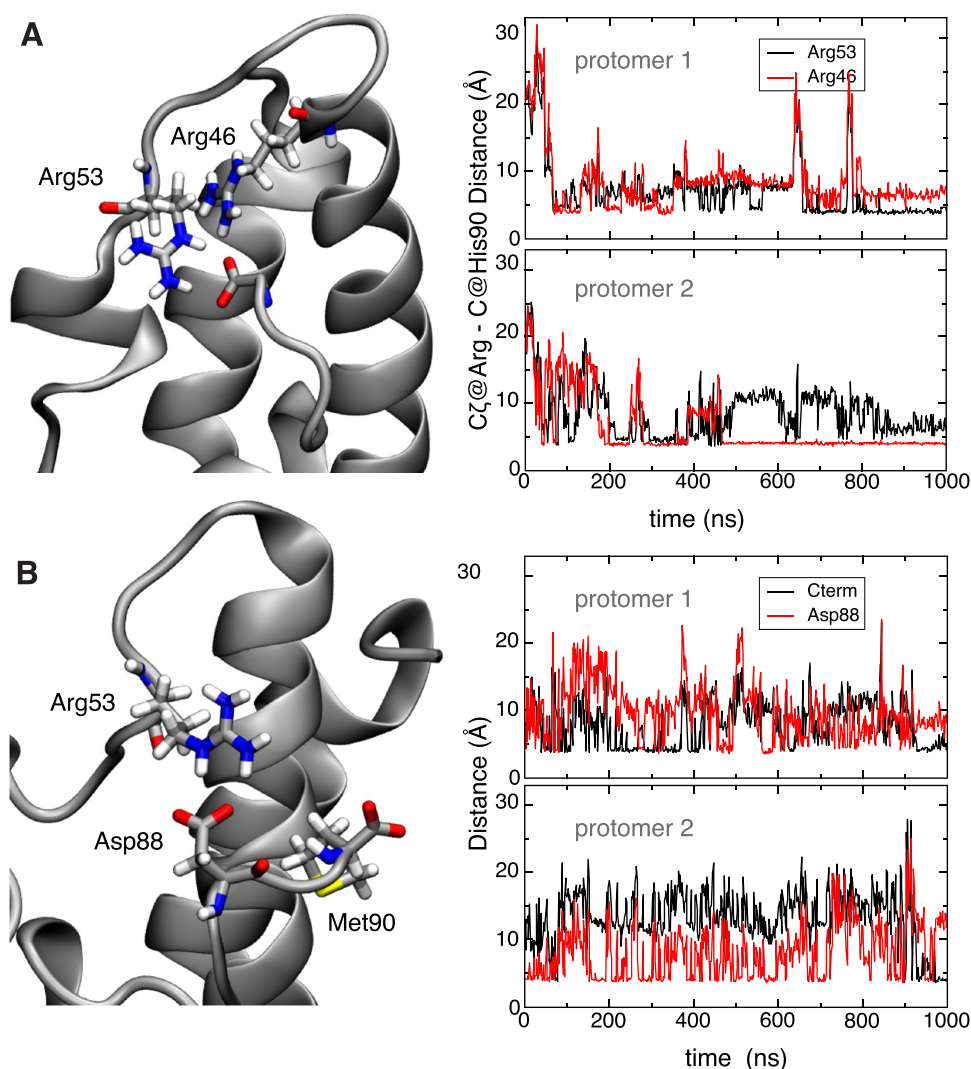 A
Arg46
Arg53
protomer 1
Arg53
Arg46
30
20
10
0
protomer 2
30
20
10
0
Cζ@Arg - C@His90 Distance (Å)
0 200 400 600 800 1000
time (ns)
B
Arg53
Asp88
Met90
30
protomer 1
Cterm
Asp88
20
10
0
protomer 2
30
20
10
0
Distance (Å)
0 200 400 600 800 1000
time (ns)